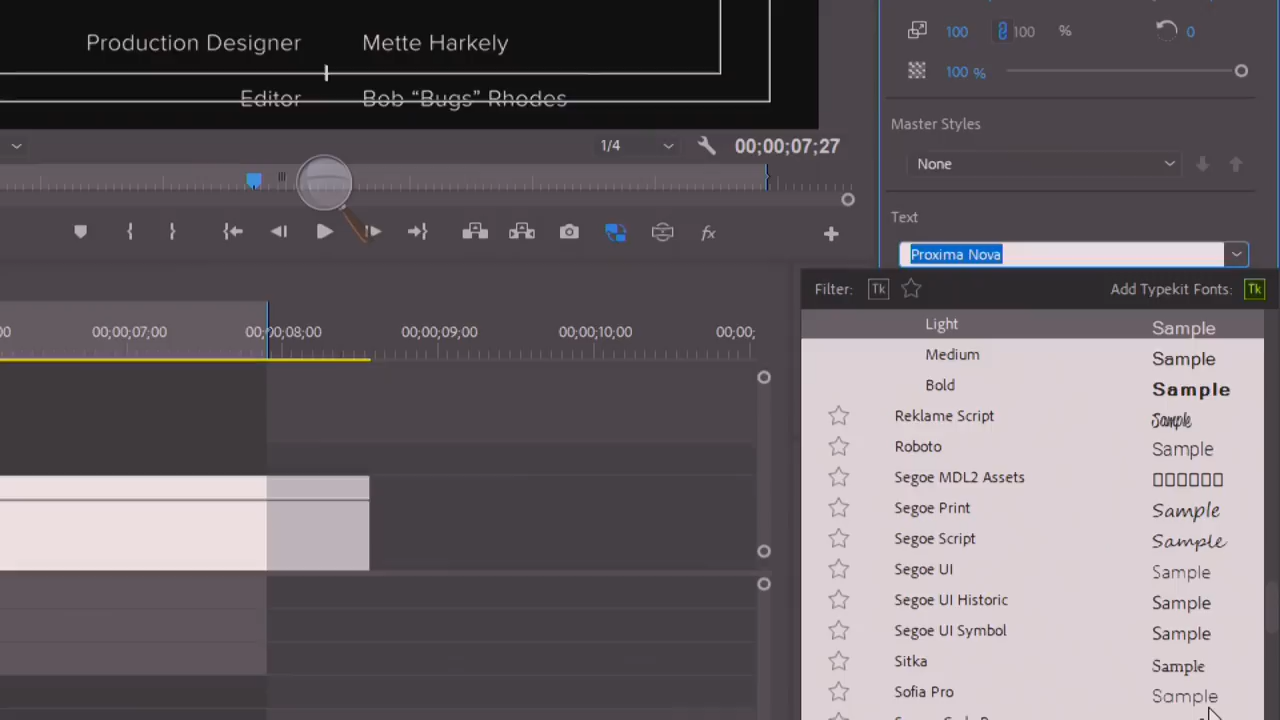 Production Designer Mette Harkely
Editor Bob “Bugs” Rhodes
1/4 00;00;07;27
00;00;07;00 00;00;08;00 00;00;09;00 00;00;10;00 00;00;
100 100 % 0
100 %
Master Styles
None
Text
Proxima Nova
Filter: Tk Add Typekit Fonts: Tk
Light Sample
Medium Sample
Bold Sample
Reklame Script Sample
Roboto Sample
Segoe MDL2 Assets
Segoe Print Sample
Segoe Script Sample
Segoe UI Sample
Segoe UI Historic Sample
Segoe UI Symbol Sample
Sitka Sample
Sofia Pro Sample
fx